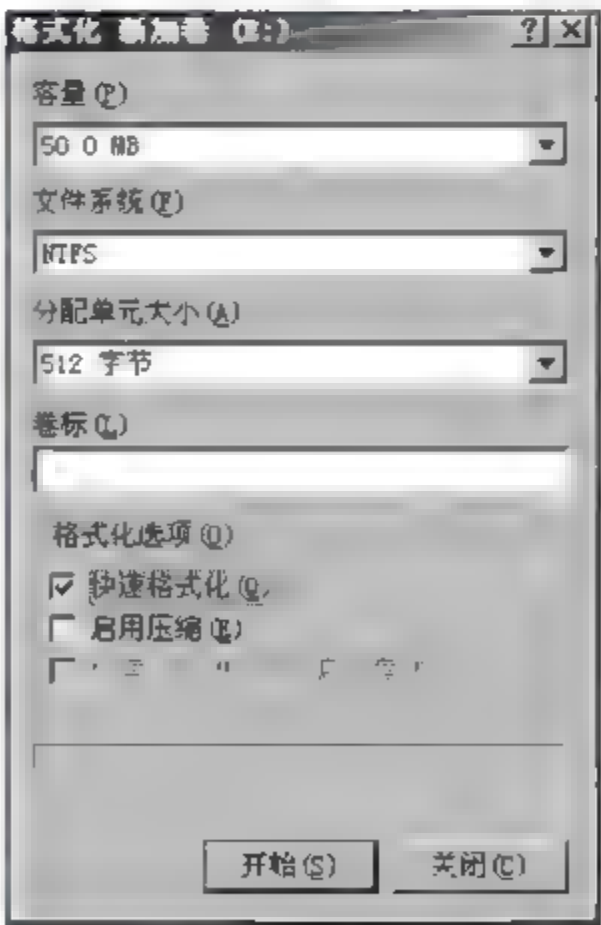 格式化 新加卷 (E:)
容量(P)
50 0 MB
文件系统(F)
NTFS
分配单元大小(A)
512 字节
卷标(L)
格式化选项(O)
快速格式化(Q)
启用压缩(E)
开始(S)
关闭(C)